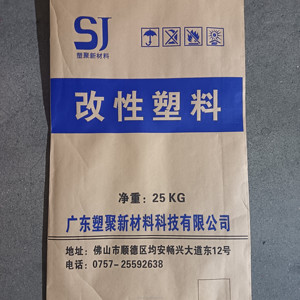 SJ
塑聚新材料
改性塑料
净重：25KG
广东塑聚新材料科技有限公司
地址：佛山市顺德区均安畅兴大道东12号
电话：0757-25592638